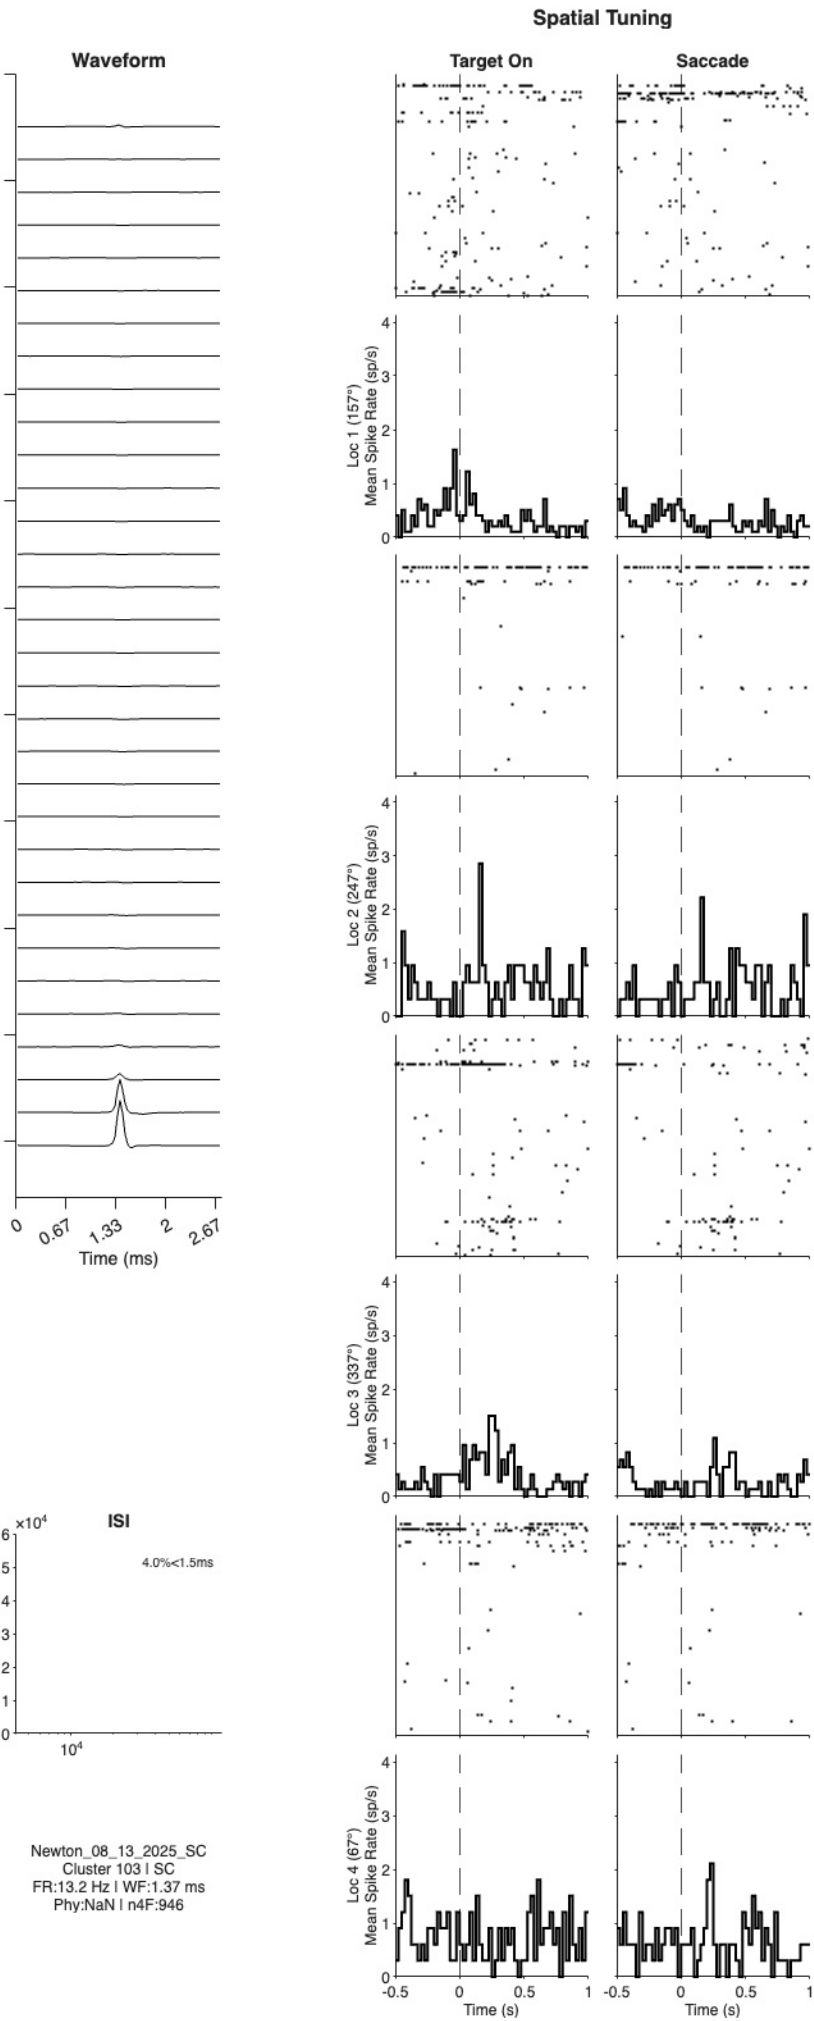 Spatial Tuning
Waveform
Target On
Saccade
4
3
2
1
0
Loc 1 (157°)
Mean Spike Rate (sp/s)
4
3
2
1
0
Loc 2 (247°)
Mean Spike Rate (sp/s)
0
0.67
1.33
2
2.67
Time (ms)
4
3
2
1
0
Loc 3 (337°)
Mean Spike Rate (sp/s)
×10⁴
ISI
6
5
4
3
2
1
0
4.0%<1.5ms
10⁴
4
3
2
1
0
Loc 4 (67°)
Mean Spike Rate (sp/s)
Newton_08_13_2025_SC
Cluster 103 | SC
FR:13.2 Hz | WF:1.37 ms
Phy:NaN | n4F:946
-0.5 0 0.5 1
Time (s)
-0.5 0 0.5 1
Time (s)